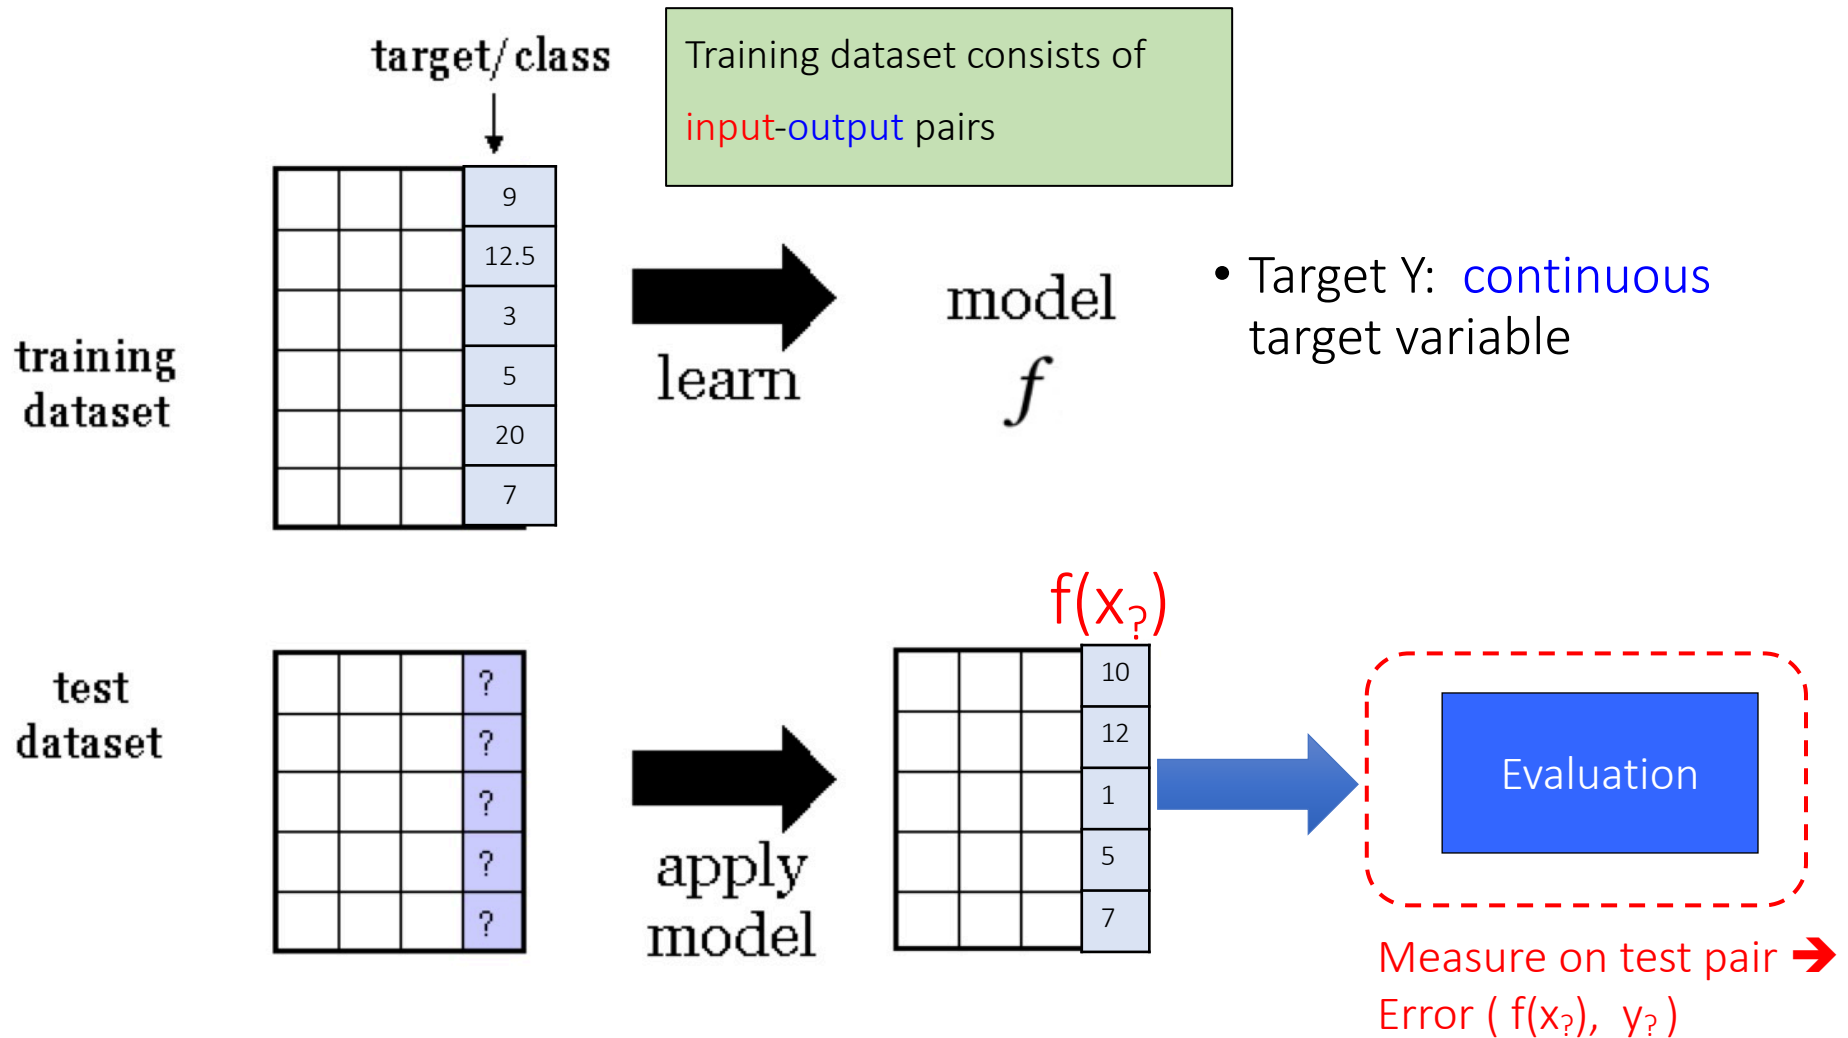 target/class
Training dataset consists of
input-output pairs
9
12.5
3
5
20
7
training
dataset
learn
model
f
• Target Y: continuous
target variable
test
dataset
?
?
?
?
?
apply
model
f(x?)
10
12
1
5
7
Evaluation
Measure on test pair ➔
Error ( f(x?), y? )